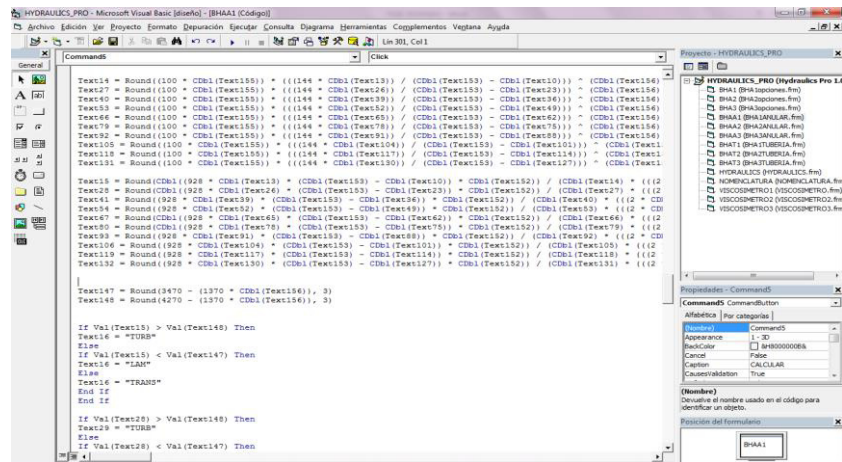 HYDRAULICS_PRO - Microsoft Visual Basic [diseño] - [BHAA1 (Código)]
Archivo Edición Ver Proyecto Formato Depuración Ejecutar Consulta Diagrama Herramientas Complementos Ventana Ayuda
Lín 301, Col 1
General
Command5
Click
Text14 = Round((100 * CDbl(Text155)) * (((144 * CDbl(Text13)) / (CDbl(Text153) - CDbl(Text10))) ^ (CDbl(Text156)
Text27 = Round((100 * CDbl(Text155)) * (((144 * CDbl(Text26)) / (CDbl(Text153) - CDbl(Text23))) ^ (CDbl(Text156)
Text40 = Round((100 * CDbl(Text155)) * (((144 * CDbl(Text39)) / (CDbl(Text153) - CDbl(Text36))) ^ (CDbl(Text156)
Text53 = Round((100 * CDbl(Text155)) * (((144 * CDbl(Text52)) / (CDbl(Text153) - CDbl(Text49))) ^ (CDbl(Text156)
Text66 = Round((100 * CDbl(Text155)) * (((144 * CDbl(Text65)) / (CDbl(Text153) - CDbl(Text62))) ^ (CDbl(Text156)
Text79 = Round((100 * CDbl(Text155)) * (((144 * CDbl(Text78)) / (CDbl(Text153) - CDbl(Text75))) ^ (CDbl(Text156)
Text92 = Round((100 * CDbl(Text155)) * (((144 * CDbl(Text91)) / (CDbl(Text153) - CDbl(Text88))) ^ (CDbl(Text156)
Text105 = Round((100 * CDbl(Text155)) * (((144 * CDbl(Text104)) / (CDbl(Text153) - CDbl(Text101))) ^ (CDbl(Text1
Text118 = Round((100 * CDbl(Text155)) * (((144 * CDbl(Text117)) / (CDbl(Text153) - CDbl(Text114))) ^ (CDbl(Text1
Text131 = Round((100 * CDbl(Text155)) * (((144 * CDbl(Text130)) / (CDbl(Text153) - CDbl(Text127))) ^ (CDbl(Text1
Text15 = Round(CDbl((928 * CDbl(Text13) * (CDbl(Text153) - CDbl(Text10)) * CDbl(Text152)) / (CDbl(Text14) * (((2
Text28 = Round(CDbl((928 * CDbl(Text26) * (CDbl(Text153) - CDbl(Text23)) * CDbl(Text152)) / (CDbl(Text27) * (((2
Text41 = Round((928 * CDbl(Text39) * (CDbl(Text153) - CDbl(Text36)) * CDbl(Text152)) / (CDbl(Text40) * (((2 * CD
Text54 = Round((928 * CDbl(Text52) * (CDbl(Text153) - CDbl(Text49)) * CDbl(Text152)) / (CDbl(Text53) * (((2 * CD
Text67 = Round(CDbl((928 * CDbl(Text65) * (CDbl(Text153) - CDbl(Text62)) * CDbl(Text152)) / (CDbl(Text66) * (((2
Text80 = Round(CDbl((928 * CDbl(Text78) * (CDbl(Text153) - CDbl(Text75)) * CDbl(Text152)) / (CDbl(Text79) * (((2
Text93 = Round((928 * CDbl(Text91) * (CDbl(Text153) - CDbl(Text88)) * CDbl(Text152)) / (CDbl(Text92) * (((2 * CD
Text106 = Round((928 * CDbl(Text104) * (CDbl(Text153) - CDbl(Text101)) * CDbl(Text152)) / (CDbl(Text105) * (((2
Text119 = Round((928 * CDbl(Text117) * (CDbl(Text153) - CDbl(Text114)) * CDbl(Text152)) / (CDbl(Text118) * (((2
Text132 = Round((928 * CDbl(Text130) * (CDbl(Text153) - CDbl(Text127)) * CDbl(Text152)) / (CDbl(Text131) * (((2
Text147 = Round(3470 - (1370 * CDbl(Text156)), 3)
Text148 = Round(4270 - (1370 * CDbl(Text156)), 3)
If Val(Text15) > Val(Text148) Then
Text16 = "TURB"
Else
If Val(Text15) < Val(Text147) Then
Text16 = "LAM"
Else
Text16 = "TRANS"
End If
End If
If Val(Text28) > Val(Text148) Then
Text29 = "TURB"
Else
If Val(Text28) < Val(Text147) Then
Proyecto - HYDRAULICS_PRO
HYDRAULICS_PRO (Hydraulics Pro 1.0
BHA1 (BHA1opciones.frm)
BHA2 (BHA2opciones.frm)
BHA3 (BHA3opciones.frm)
BHAA1 (BHA1ANULAR.frm)
BHAA2 (BHA2ANULAR.frm)
BHAA3 (BHA3ANULAR.frm)
BHAT1 (BHA1TUBERIA.frm)
BHAT2 (BHA2TUBERIA.frm)
BHAT3 (BHA3TUBERIA.frm)
HYDRAULICS (HYDRAULICS.frm)
NOMENCLATURA (NOMENCLATURA.frm
VISCOSIMETRO1 (VISCOSIMETRO.frm)
VISCOSIMETRO2 (VISCOSIMETRO2.frm
VISCOSIMETRO3 (VISCOSIMETRO3.frm
Propiedades - Command5
Command5 CommandButton
Alfabética Por categorías
(Nombre) Command5
Appearance 1 - 3D
BackColor &H8000000B&
Cancel False
Caption CALCULAR
CausesValidation True
(Nombre)
Devuelve el nombre usado en el código para
identificar un objeto.
Posición del formulario
BHAA1